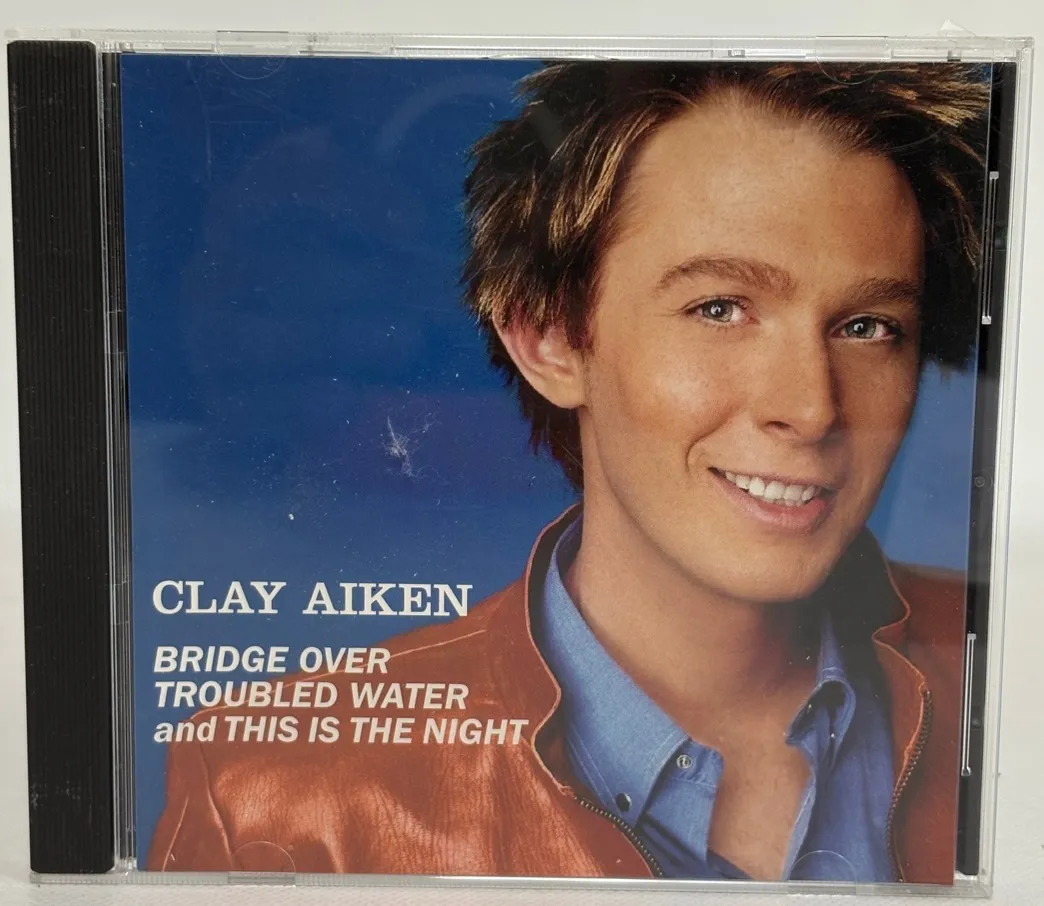 CLAY AIKEN
BRIDGE OVER
TROUBLED WATER
and THIS IS THE NIGHT